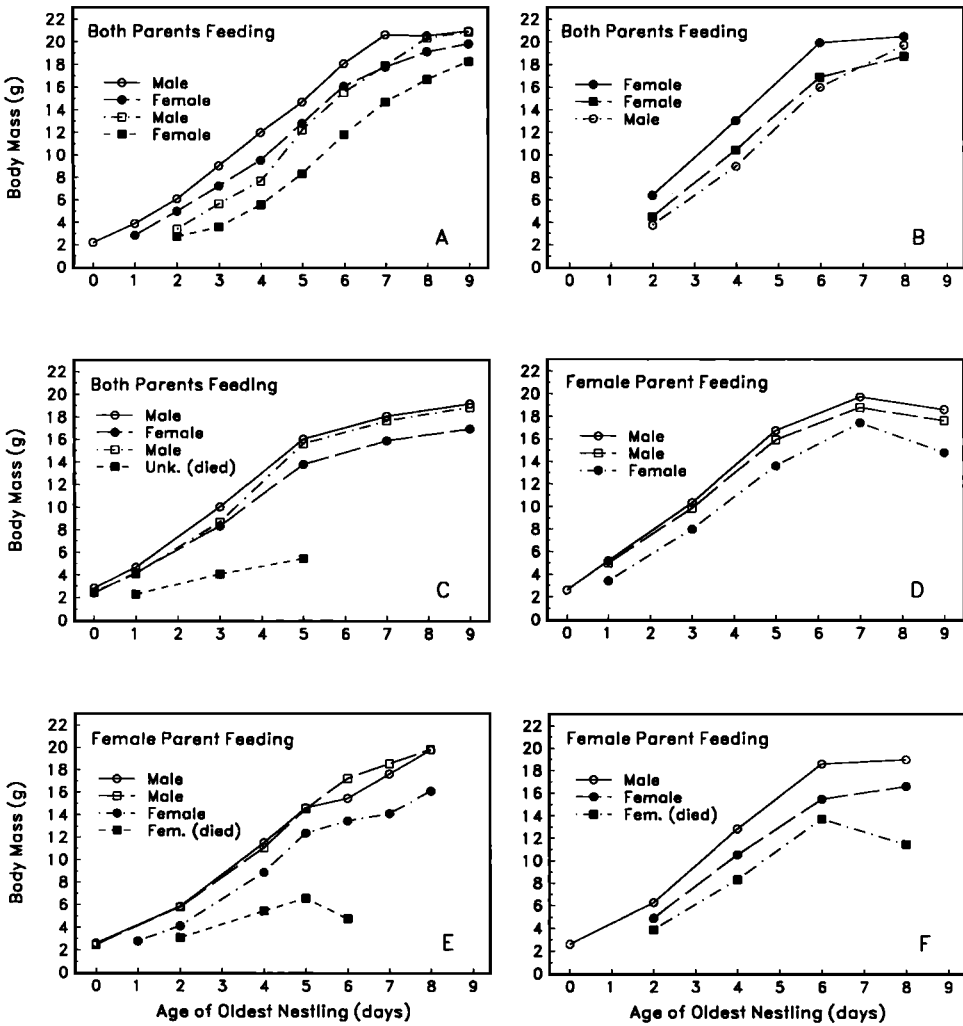 Both Parents Feeding
Male
Female
Male
Female
A
22
20
18
16
14
12
10
8
6
4
2
0
Body Mass (g)
0 1 2 3 4 5 6 7 8 9
Both Parents Feeding
Female
Female
Male
B
22
20
18
16
14
12
10
8
6
4
2
0
0 1 2 3 4 5 6 7 8 9
Both Parents Feeding
Male
Female
Male
Unk. (died)
C
22
20
18
16
14
12
10
8
6
4
2
0
Body Mass (g)
0 1 2 3 4 5 6 7 8 9
Female Parent Feeding
Male
Male
Female
D
22
20
18
16
14
12
10
8
6
4
2
0
0 1 2 3 4 5 6 7 8 9
Female Parent Feeding
Male
Male
Female
Fem. (died)
E
22
20
18
16
14
12
10
8
6
4
2
0
Body Mass (g)
0 1 2 3 4 5 6 7 8 9
Age of Oldest Nestling (days)
Female Parent Feeding
Male
Female
Fem. (died)
F
22
20
18
16
14
12
10
8
6
4
2
0
0 1 2 3 4 5 6 7 8 9
Age of Oldest Nestling (days)